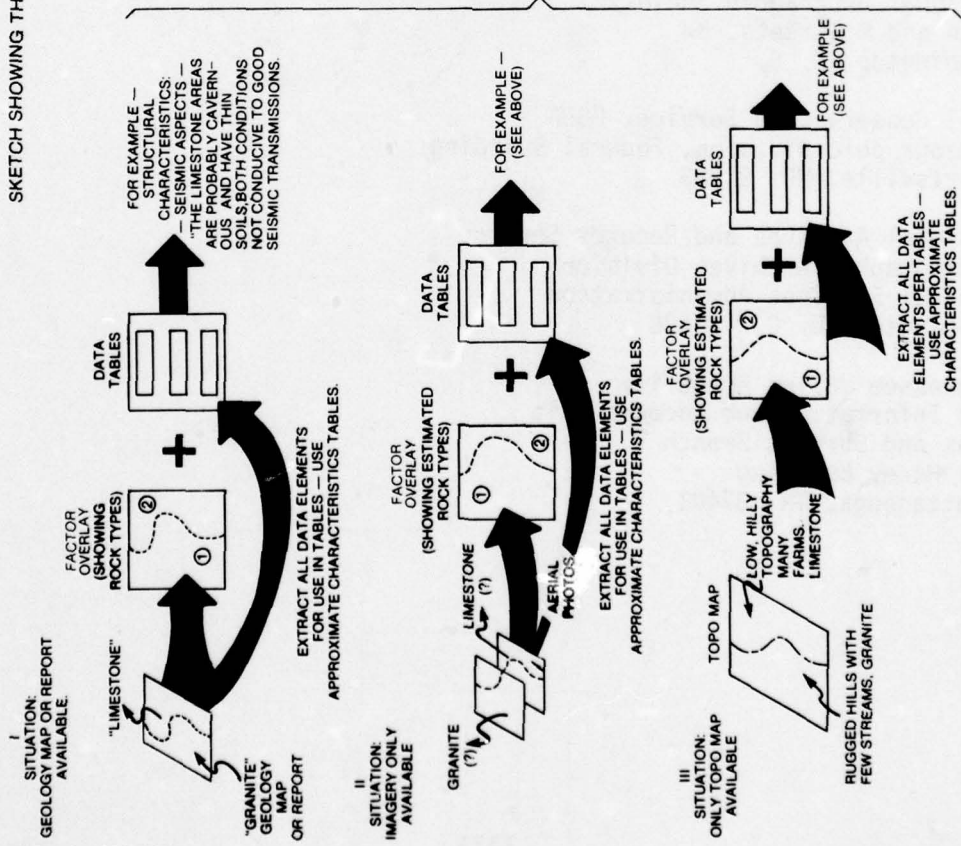 SKETCH SHOWING TH
I
SITUATION:
GEOLOGY MAP OR REPORT
AVAILABLE.
"LIMESTONE"
"GRANITE"
GEOLOGY
MAP
OR REPORT
FACTOR
OVERLAY
(SHOWING
ROCK TYPES)
①
②
+
DATA
TABLES
EXTRACT ALL DATA ELEMENTS
FOR USE IN TABLES — USE
APPROXIMATE CHARACTERISTICS TABLES.
FOR EXAMPLE —
STRUCTURAL
CHARACTERISTICS:
— SEISMIC ASPECTS —
"THE LIMESTONE AREAS
ARE PROBABLY CAVERN-
OUS AND HAVE THIN
SOILS, BOTH CONDITIONS
NOT CONDUCIVE TO GOOD
SEISMIC TRANSMISSIONS.
II
SITUATION:
IMAGERY ONLY
AVAILABLE
GRANITE
(?)
LIMESTONE
(?)
AERIAL
PHOTOS.
FACTOR
OVERLAY
(SHOWING ESTIMATED
ROCK TYPES)
①
②
+
DATA
TABLES
EXTRACT ALL DATA ELEMENTS
FOR USE IN TABLES — USE
APPROXIMATE CHARACTERISTICS TABLES.
FOR EXAMPLE —
(SEE ABOVE)
III
SITUATION:
ONLY TOPO MAP
AVAILABLE
TOPO MAP
LOW, HILLY
TOPOGRAPHY
MANY
FARMS.
LIMESTONE
RUGGED HILLS WITH
FEW STREAMS, GRANITE
FACTOR
OVERLAY
(SHOWING ESTIMATED
ROCK TYPES)
①
②
+
DATA
TABLES
EXTRACT ALL DATA
ELEMENTS PER TABLES —
USE APPROXIMATE
CHARACTERISTICS TABLES.
FOR EXAMPLE
(SEE ABOVE)